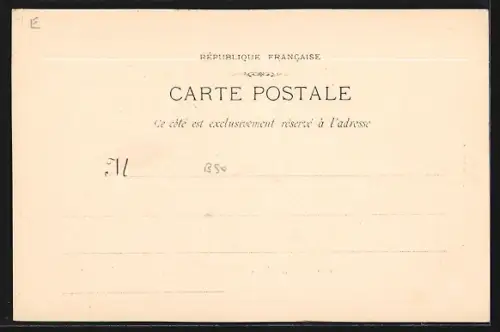 E
RÉPUBLIQUE FRANÇAISE
CARTE POSTALE
Ce côté est exclusivement réservé à l'adresse
M
B50